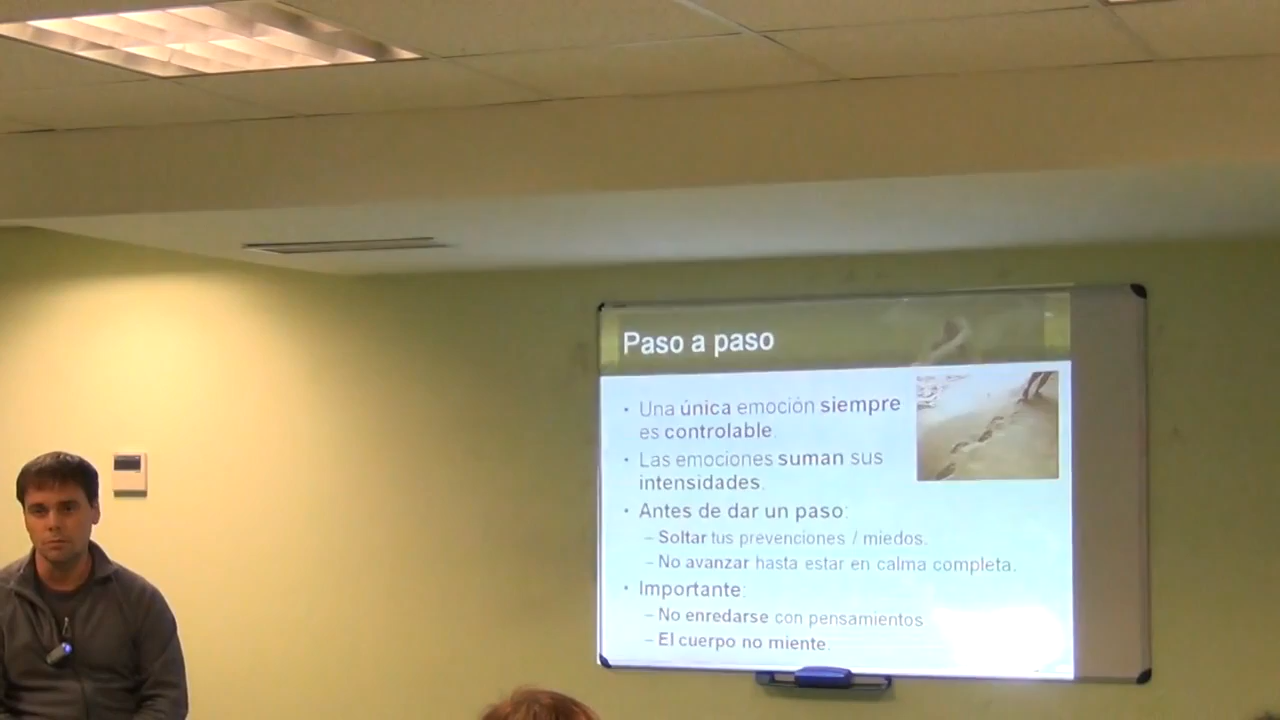 Paso a paso
• Una única emoción siempre
es controlable.
• Las emociones suman sus
intensidades.
• Antes de dar un paso:
– Soltar tus prevenciones / miedos.
– No avanzar hasta estar en calma completa.
• Importante:
– No enredarse con pensamientos
– El cuerpo no miente.